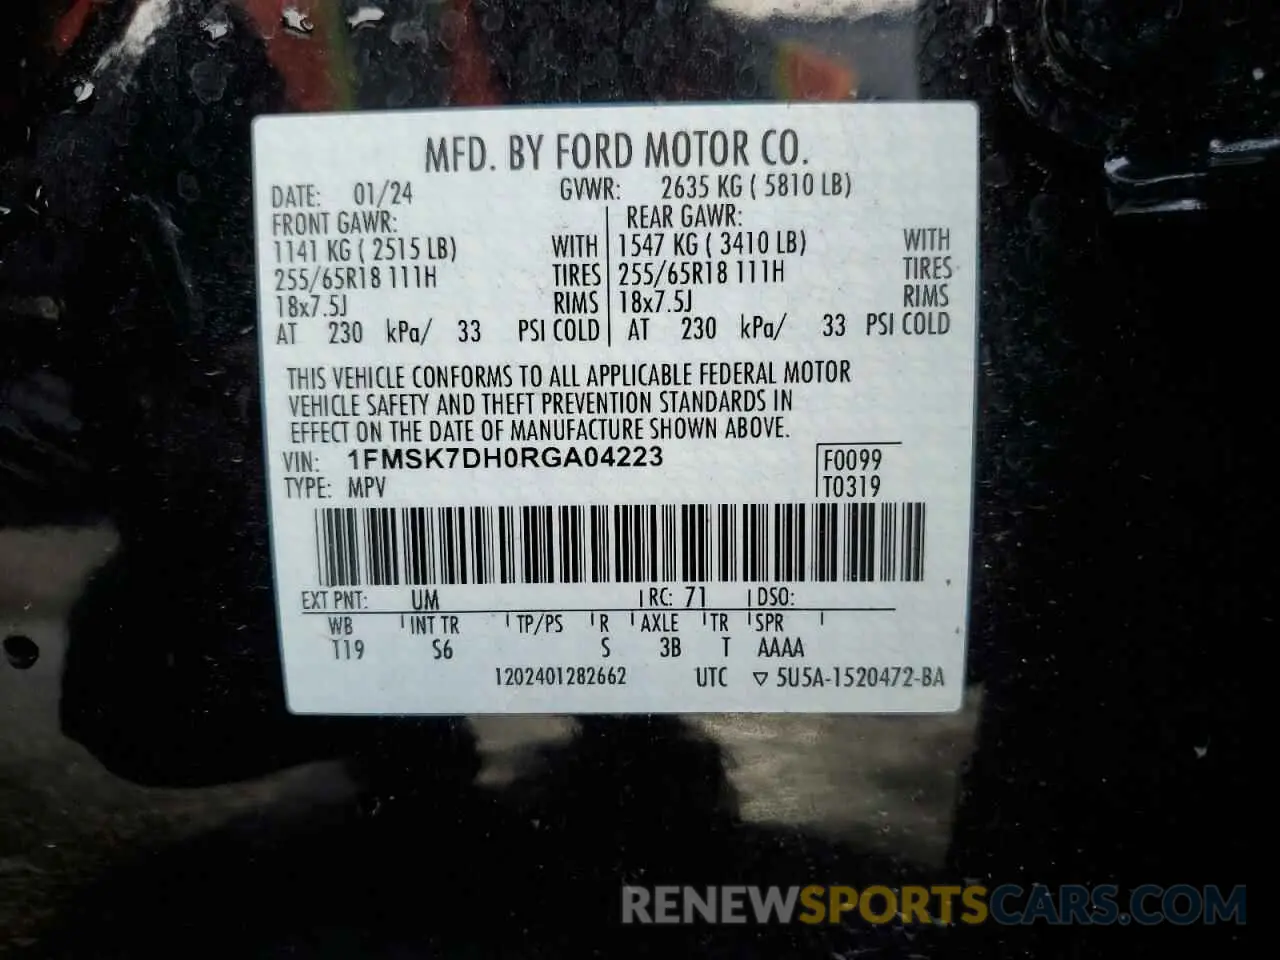 MFD. BY FORD MOTOR CO.
DATE: 01/24 GVWR: 2635 KG ( 5810 LB)
FRONT GAWR: REAR GAWR:
1141 KG ( 2515 LB) WITH 1547 KG ( 3410 LB) WITH
255/65R18 111H TIRES 255/65R18 111H TIRES
18x7.5J RIMS 18x7.5J RIMS
AT 230 kPa/ 33 PSI COLD AT 230 kPa/ 33 PSI COLD
THIS VEHICLE CONFORMS TO ALL APPLICABLE FEDERAL MOTOR
VEHICLE SAFETY AND THEFT PREVENTION STANDARDS IN
EFFECT ON THE DATE OF MANUFACTURE SHOWN ABOVE.
VIN: 1FMSK7DH0RGA04223 F0099
TYPE: MPV T0319
EXT PNT: UM RC: 71 DSO:
WB INT TR TP/PS R AXLE TR SPR
T19 S6 S 3B T AAAA
1202401282662 UTC ▽ 5U5A-1520472-BA
RENEWSPORTSCARS.COM